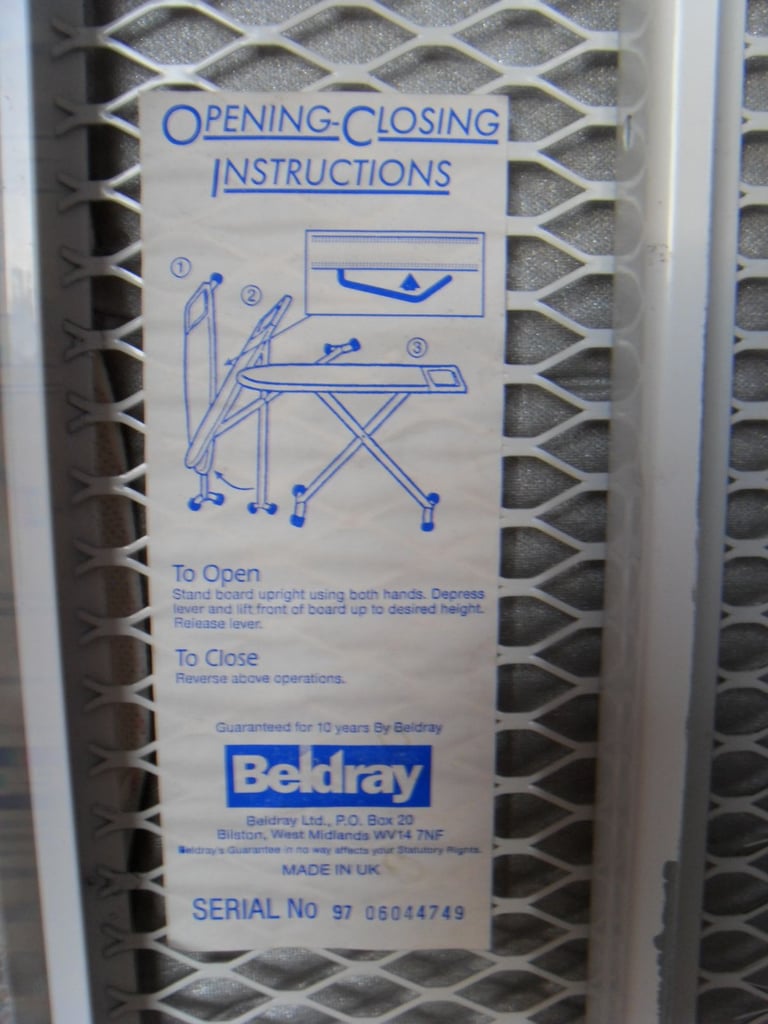 OPENING-CLOSING
INSTRUCTIONS
1
2
3
To Open
Stand board upright using both hands. Depress
lever and lift front of board up to desired height.
Release lever.
To Close
Reverse above operations.
Guaranteed for 10 years By Beldray
Beldray
Beldray Ltd., P.O. Box 20
Bilston, West Midlands WV14 7NF
Beldray's Guarantee in no way affects your Statutory Rights.
MADE IN UK
SERIAL No 97 06044749